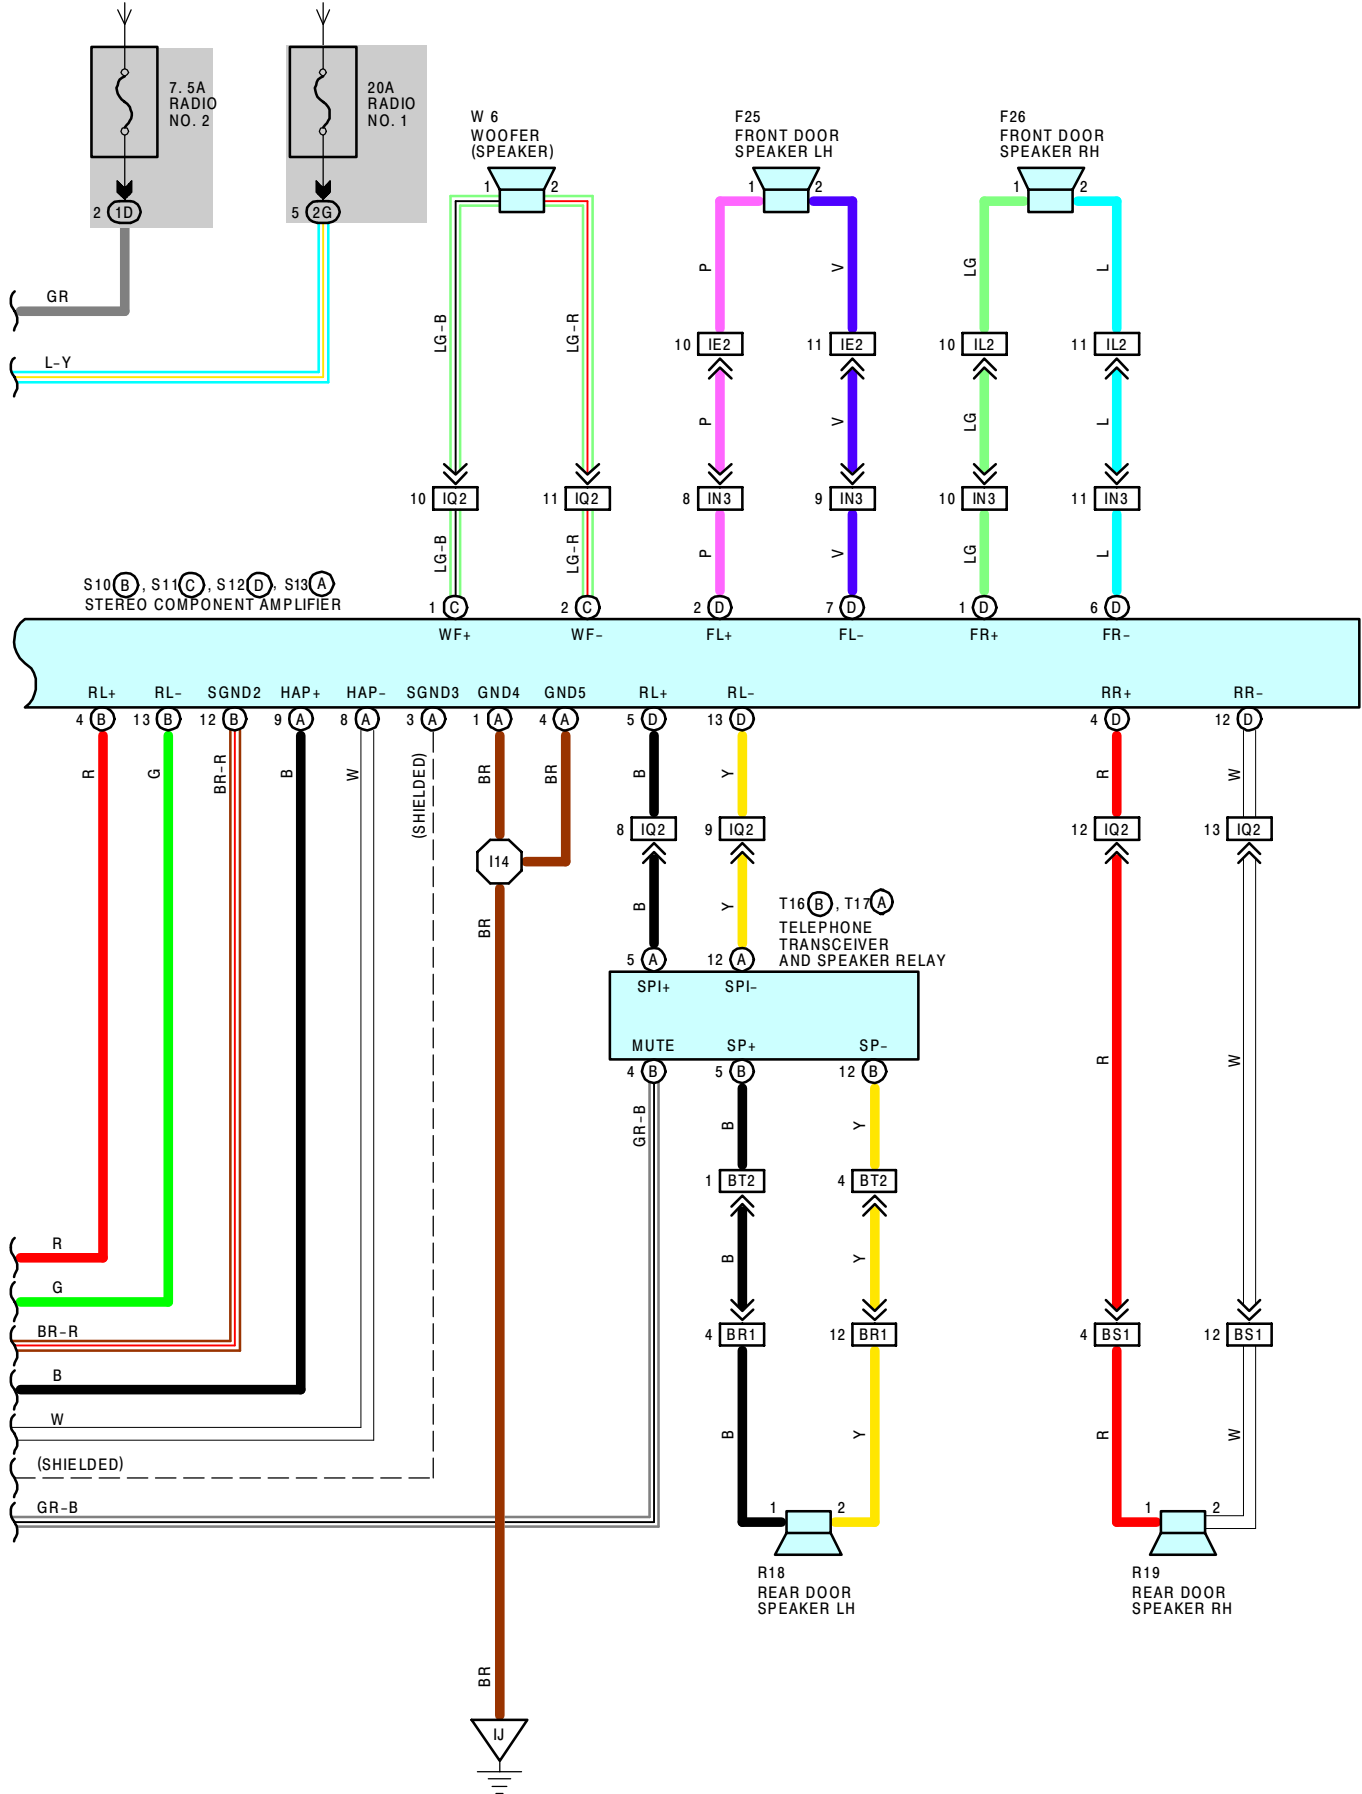 7.5A
RADIO
NO. 2
20A
RADIO
NO. 1
2 1D
5 2G
GR
L-Y
W 6
WOOFER
(SPEAKER)
1 2
F25
FRONT DOOR
SPEAKER LH
1 2
F26
FRONT DOOR
SPEAKER RH
1 2
LG-B LG-R P V LG L
10 IE2 11 IE2 10 IL2 11 IL2
P V LG L
10 IQ2 11 IQ2 8 IN3 9 IN3 10 IN3 11 IN3
LG-B LG-R P V LG L
S10 B, S11 C, S12 D, S13 A
STEREO COMPONENT AMPLIFIER
1 C 2 C 2 D 7 D 1 D 6 D
WF+ WF- FL+ FL- FR+ FR-
RL+ RL- SGND2 HAP+ HAP- SGND3 GND4 GND5 RL+ RL- RR+ RR-
4 B 13 B 12 B 9 A 8 A 3 A 1 A 4 A 5 D 13 D 4 D 12 D
R G BR-R B W (SHIELDED) BR BR B Y R W
8 IQ2 9 IQ2 12 IQ2 13 IQ2
I14
BR B Y
T16 B, T17 A
TELEPHONE
TRANSCEIVER
AND SPEAKER RELAY
5 A 12 A
SPI+ SPI-
MUTE SP+ SP-
4 B 5 B 12 B
R W
GR-B B Y
1 BT2 4 BT2
B Y
R
G
BR-R
B
W
(SHIELDED)
GR-B
4 BR1 12 BR1 4 BS1 12 BS1
B Y R W
1 2
R18
REAR DOOR
SPEAKER LH
1 2
R19
REAR DOOR
SPEAKER RH
BR
IJ